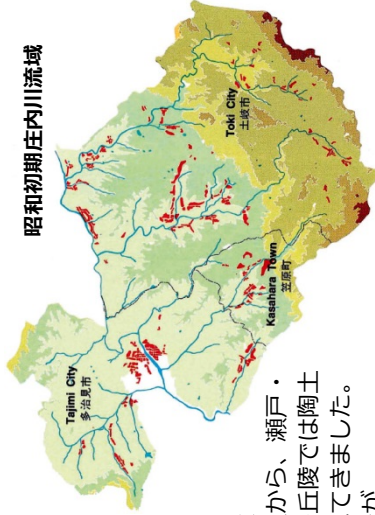 昭和初期庄内川流域
Tajimi City
多治見市
Toki City
土岐市
Kasahara Town
笠原町
から、瀬戸・
丘陵では陶土
てきました。
が